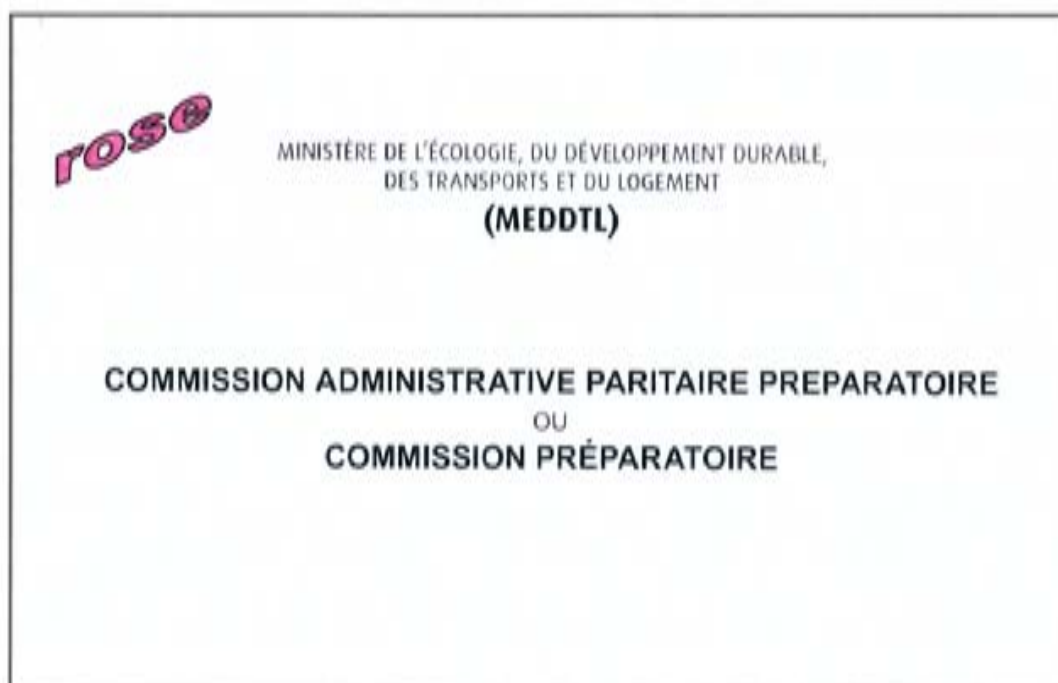 rose
MINISTÈRE DE L'ÉCOLOGIE, DU DÉVELOPPEMENT DURABLE,
DES TRANSPORTS ET DU LOGEMENT
(MEDDTL)
COMMISSION ADMINISTRATIVE PARITAIRE PREPARATOIRE
OU
COMMISSION PRÉPARATOIRE